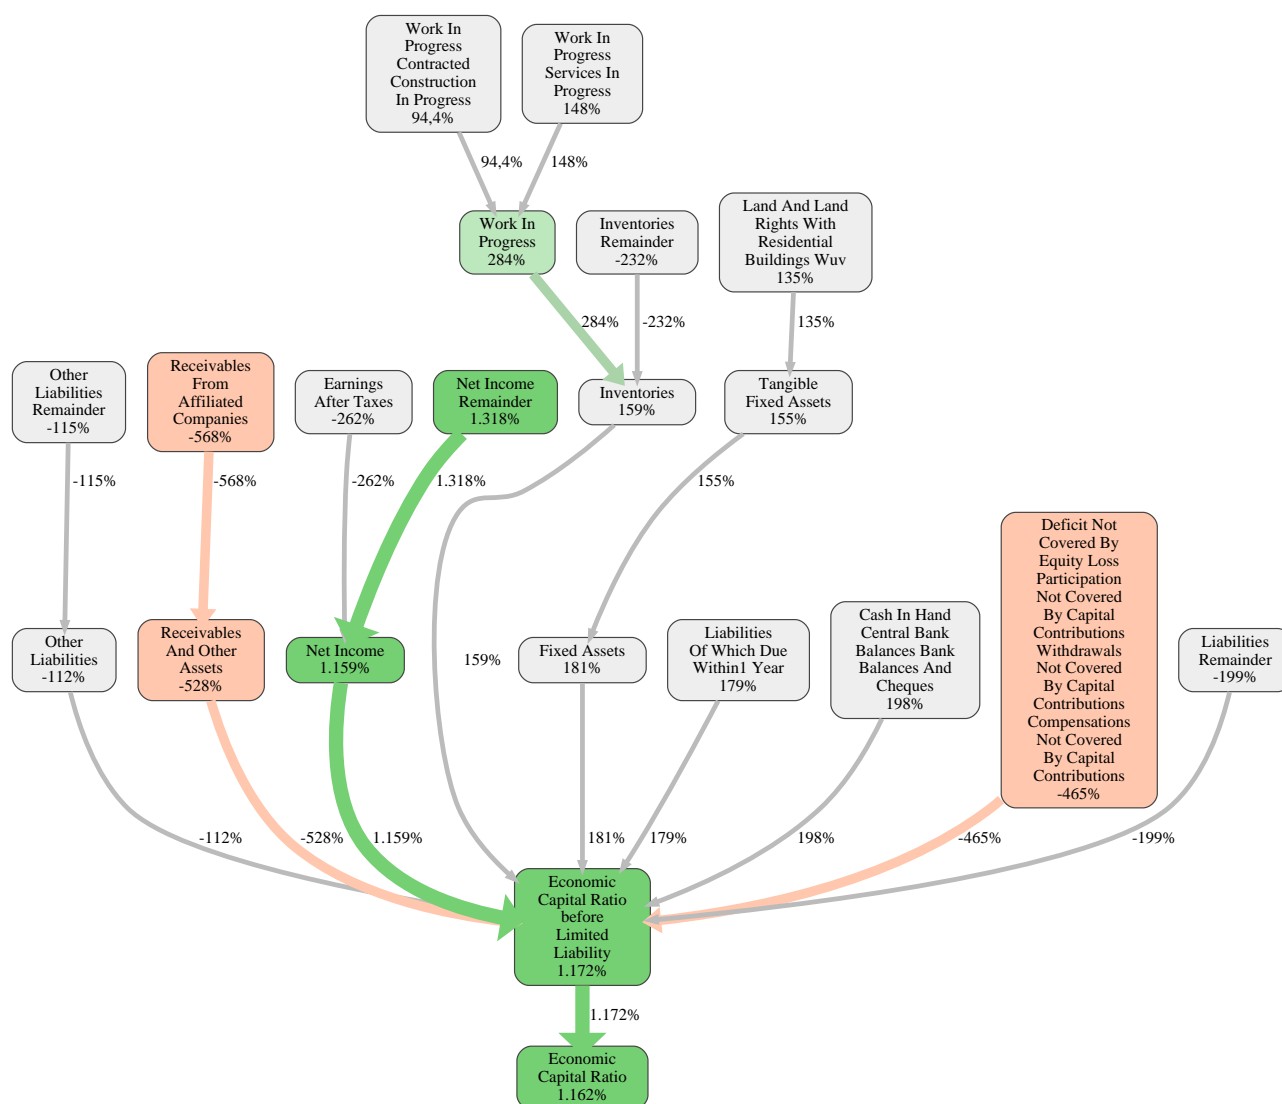 Work In
Progress
Contracted
Construction
In Progress
94,4%
Work In
Progress
Services In
Progress
148%
94,4%
148%
Work In
Progress
284%
Inventories
Remainder
-232%
Land And Land
Rights With
Residential
Buildings Wuv
135%
284%
-232%
135%
Other
Liabilities
Remainder
-115%
Receivables
From
Affiliated
Companies
-568%
Earnings
After Taxes
-262%
Net Income
Remainder
1.318%
Inventories
159%
Tangible
Fixed Assets
155%
-115%
-568%
-262%
1.318%
155%
Deficit Not
Covered By
Equity Loss
Participation
Not Covered
By Capital
Contributions
Withdrawals
Not Covered
By Capital
Contributions
Compensations
Not Covered
By Capital
Contributions
-465%
Other
Liabilities
-112%
Receivables
And Other
Assets
-528%
Net Income
1.159%
159%
Fixed Assets
181%
Liabilities
Of Which Due
Within1 Year
179%
Cash In Hand
Central Bank
Balances Bank
Balances And
Cheques
198%
Liabilities
Remainder
-199%
-112%
-528%
1.159%
181%
179%
198%
-465%
-199%
Economic
Capital Ratio
before
Limited
Liability
1.172%
1.172%
Economic
Capital Ratio
1.162%